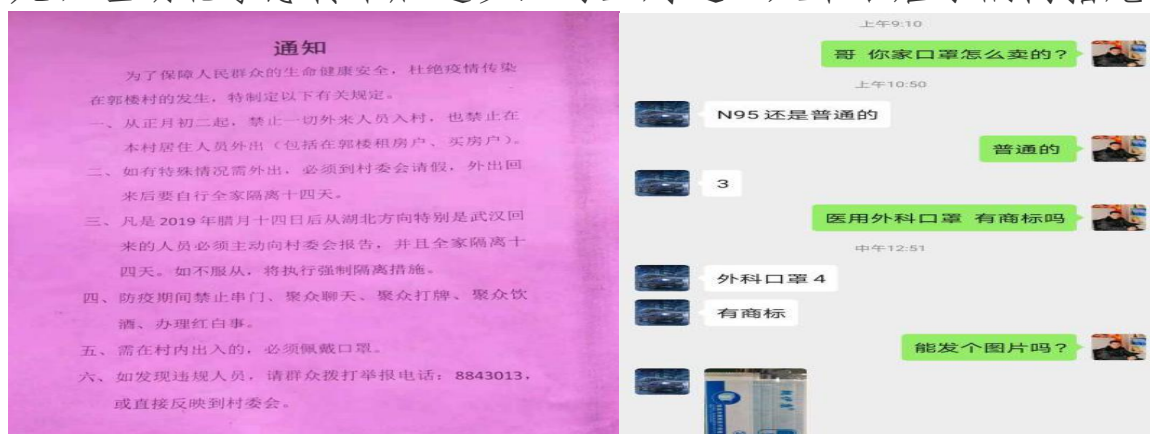 通知
为了保障人民群众的生命健康安全，杜绝疫情传染
在郭楼村的发生，特制定以下有关规定。
一、从正月初二起，禁止一切外来人员入村，也禁止在
本村居住人员外出（包括在郭楼租房户、买房户）。
二、如有特殊情况需外出，必须到村委会请假，外出回
来后要自行全家隔离十四天。
三、凡是2019年腊月十四日后从湖北方向特别是武汉回
来的人员必须主动向村委会报告，并且全家隔离十
四天。如不服从，将执行强制隔离措施。
四、防疫期间禁止串门、聚众聊天、聚众打牌、聚众饮
酒、办理红白事。
五、需在村内出入的，必须佩戴口罩。
六、如发现违规人员，请群众拨打举报电话：8843013，
或直接反映到村委会。
上午9:10
哥 你家口罩怎么卖的？
上午10:50
N95还是普通的
普通的
3
医用外科口罩 有商标吗
中午12:51
外科口罩4
有商标
能发个图片吗？